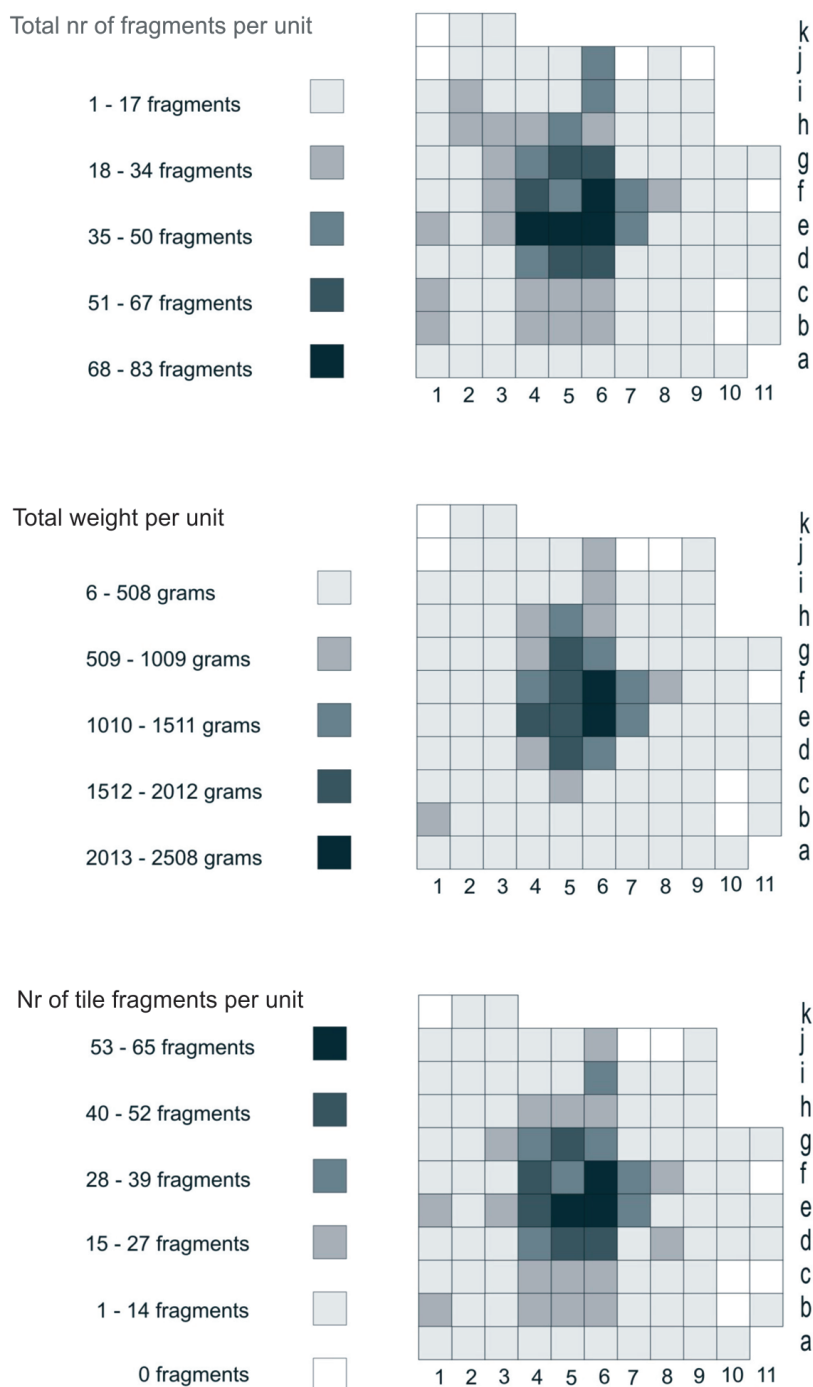 Total nr of fragments per unit
1 - 17 fragments
18 - 34 fragments
35 - 50 fragments
51 - 67 fragments
68 - 83 fragments
k
j
i
h
g
f
e
d
c
b
a
1 2 3 4 5 6 7 8 9 10 11
Total weight per unit
6 - 508 grams
509 - 1009 grams
1010 - 1511 grams
1512 - 2012 grams
2013 - 2508 grams
k
j
i
h
g
f
e
d
c
b
a
1 2 3 4 5 6 7 8 9 10 11
Nr of tile fragments per unit
53 - 65 fragments
40 - 52 fragments
28 - 39 fragments
15 - 27 fragments
1 - 14 fragments
0 fragments
k
j
i
h
g
f
e
d
c
b
a
1 2 3 4 5 6 7 8 9 10 11